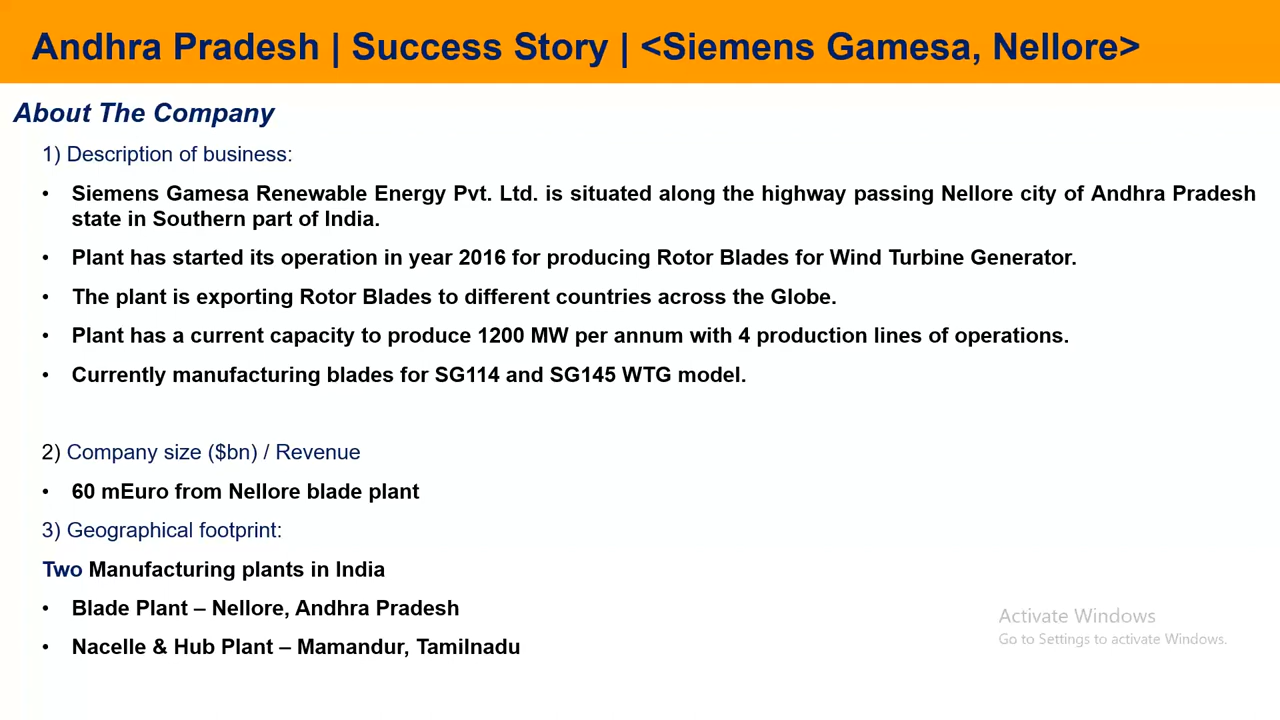 Andhra Pradesh | Success Story | <Siemens Gamesa, Nellore>
About The Company
1) Description of business:
• Siemens Gamesa Renewable Energy Pvt. Ltd. is situated along the highway passing Nellore city of Andhra Pradesh
state in Southern part of India.
• Plant has started its operation in year 2016 for producing Rotor Blades for Wind Turbine Generator.
• The plant is exporting Rotor Blades to different countries across the Globe.
• Plant has a current capacity to produce 1200 MW per annum with 4 production lines of operations.
• Currently manufacturing blades for SG114 and SG145 WTG model.
2) Company size ($bn) / Revenue
• 60 mEuro from Nellore blade plant
3) Geographical footprint:
Two Manufacturing plants in India
• Blade Plant – Nellore, Andhra Pradesh
• Nacelle & Hub Plant – Mamandur, Tamilnadu
Activate Windows
Go to Settings to activate Windows.